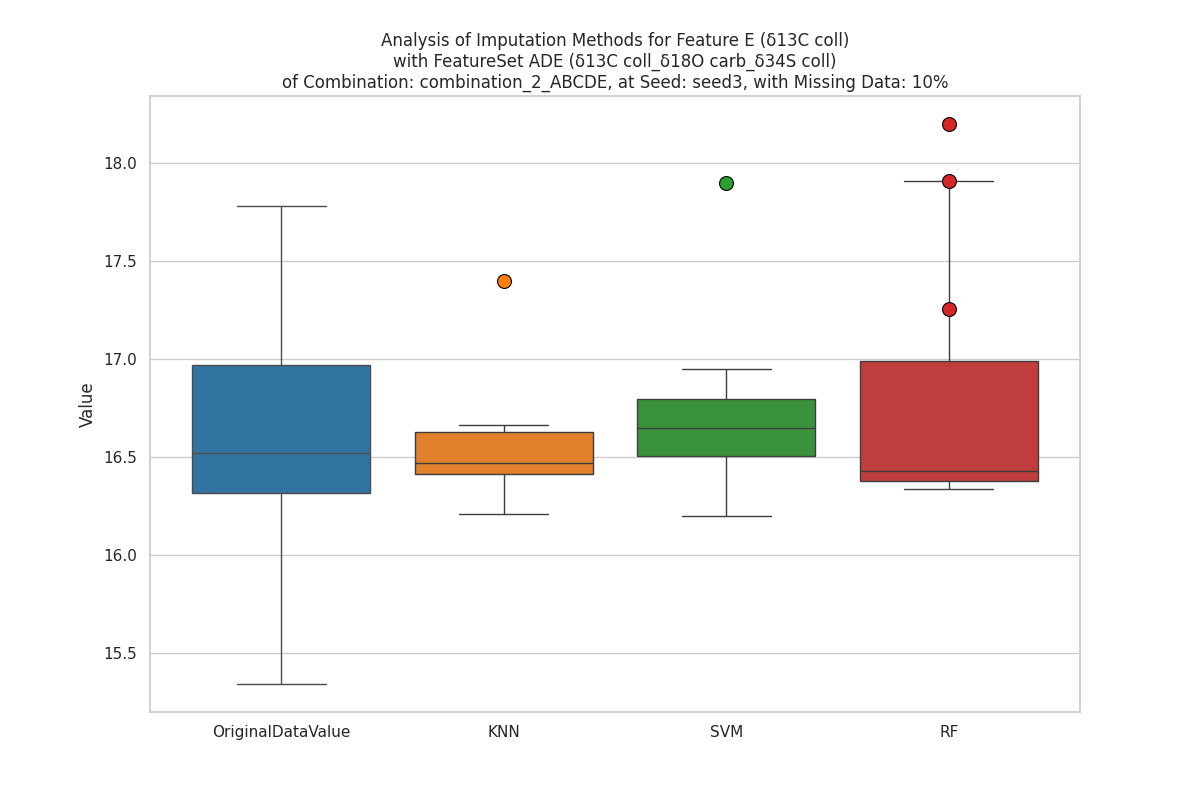 Analysis of Imputation Methods for Feature E (δ13C coll)
with FeatureSet ADE (δ13C coll_δ18O carb_δ34S coll)
of Combination: combination_2_ABCDE, at Seed: seed3, with Missing Data: 10%
18.0
17.5
17.0
16.5
16.0
15.5
Value
OriginalDataValue
KNN
SVM
RF